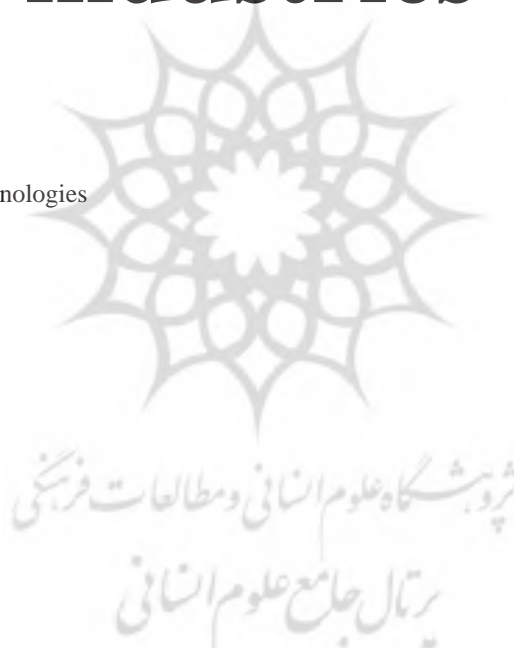 nologies
پژوهشگاه علوم انسانی و مطالعات فرهنگی
پرتال جامع علوم انسانی